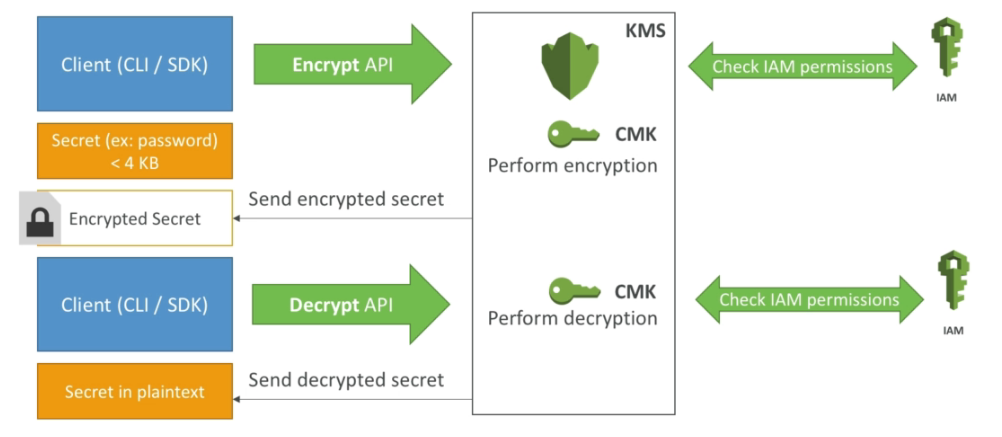 KMS
Client (CLI / SDK)
Encrypt API
Check IAM permissions
IAM
Secret (ex: password)
< 4 KB
CMK
Perform encryption
Send encrypted secret
Encrypted Secret
Client (CLI / SDK)
Decrypt API
CMK
Perform decryption
Check IAM permissions
IAM
Send decrypted secret
Secret in plaintext